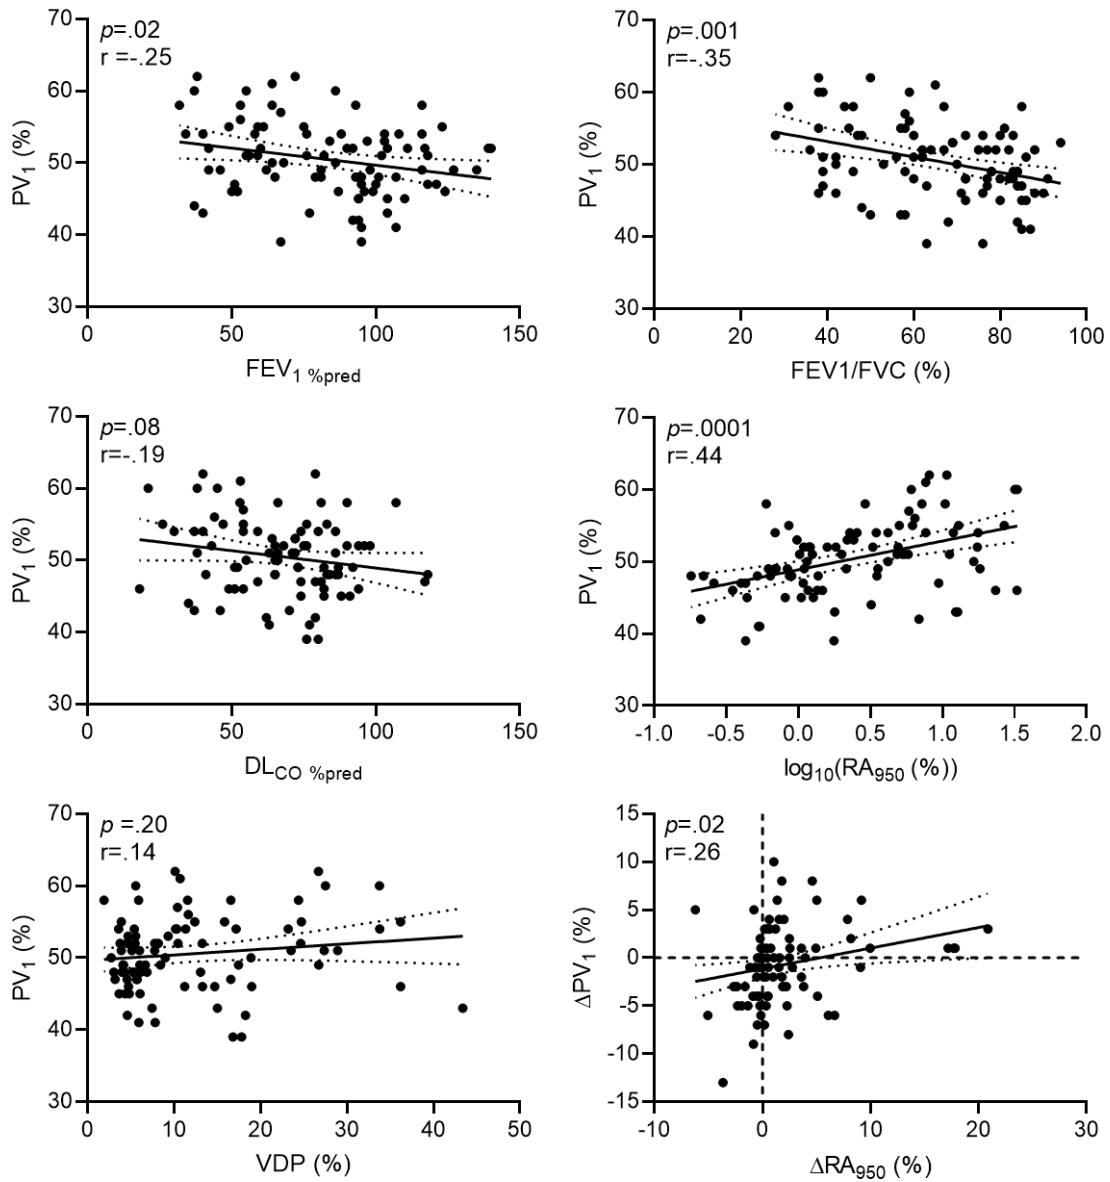 p=.02
r =-.25
70
60
50
40
30
PV₁ (%)
0 50 100 150
FEV₁ %pred
p=.001
r=-.35
70
60
50
40
30
PV₁ (%)
0 20 40 60 80 100
FEV1/FVC (%)
p=.08
r=-.19
70
60
50
40
30
PV₁ (%)
0 50 100 150
DLCO %pred
p=.0001
r=.44
70
60
50
40
30
PV₁ (%)
-1.0 -0.5 0.0 0.5 1.0 1.5 2.0
log₁₀(RA₉₅₀ (%))
p =.20
r=.14
70
60
50
40
30
PV₁ (%)
0 10 20 30 40 50
VDP (%)
p=.02
r=.26
15
10
5
0
-5
-10
-15
ΔPV₁ (%)
-10 0 10 20 30
ΔRA₉₅₀ (%)